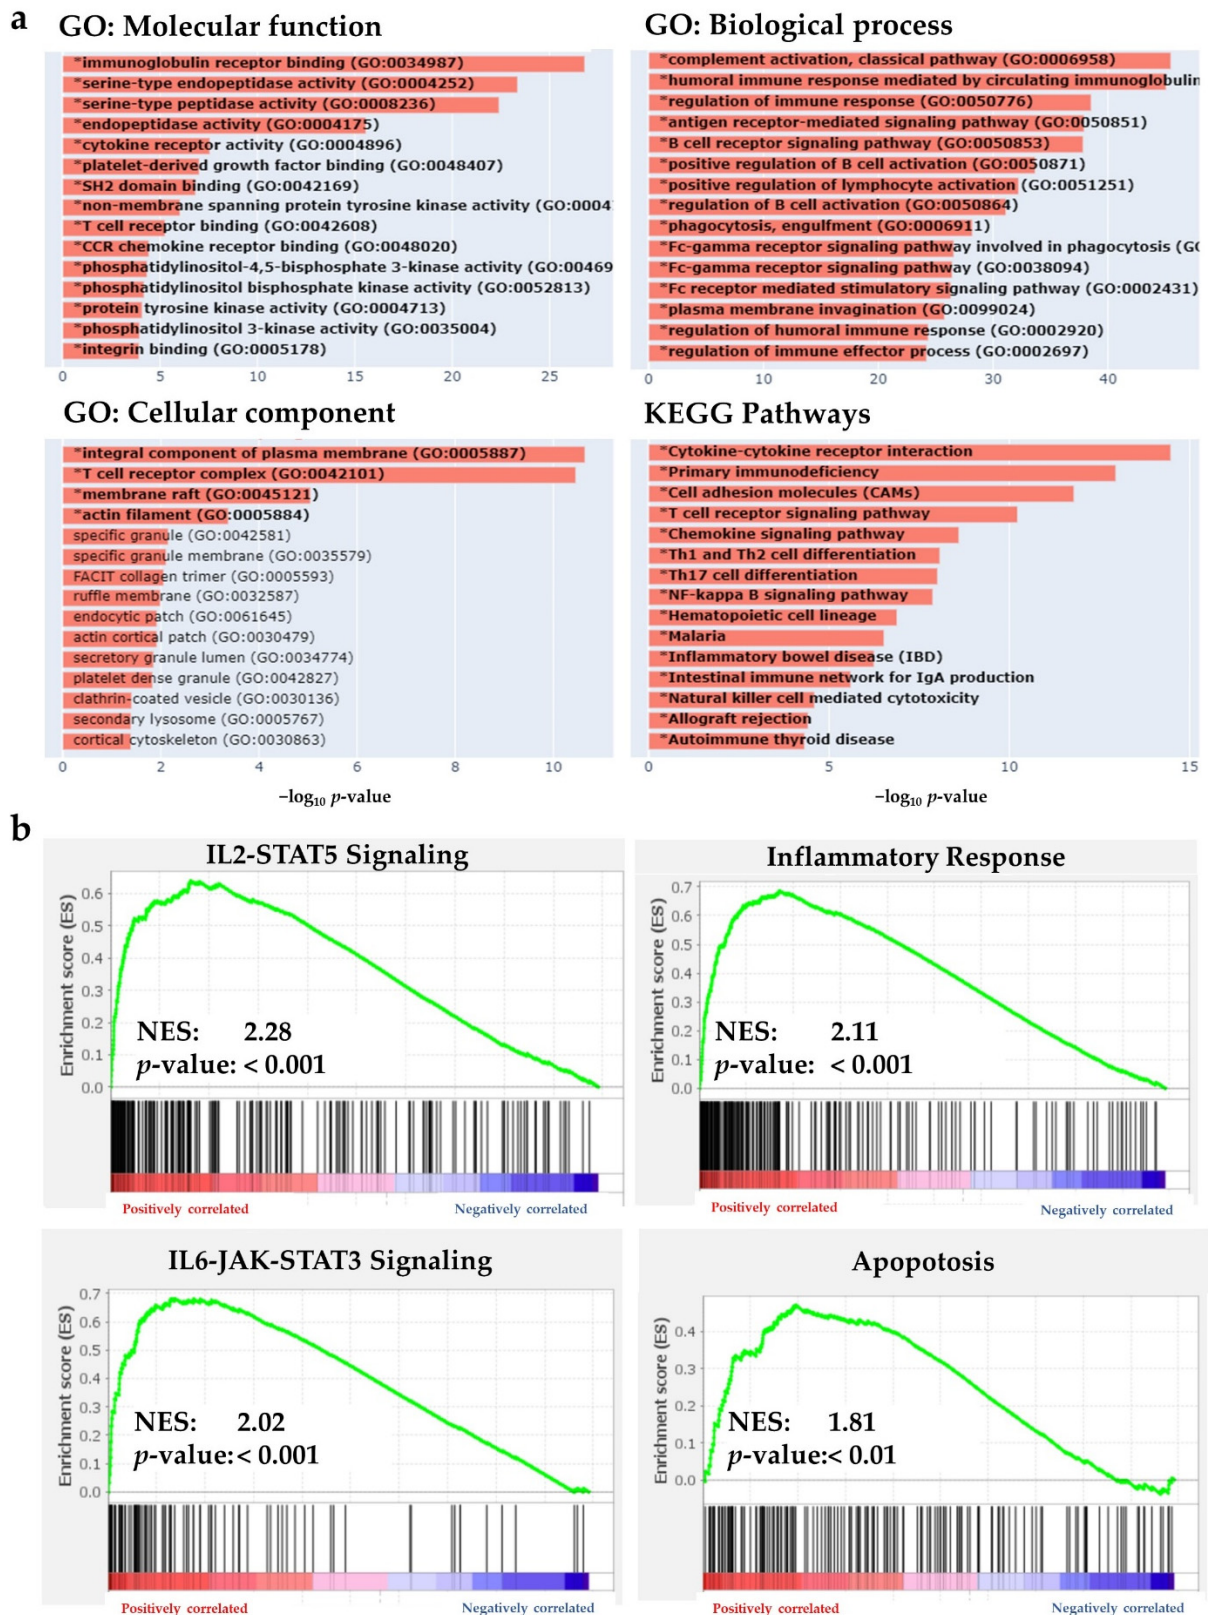 a
GO: Molecular function
*immunoglobulin receptor binding (GO:0034987)
*serine-type endopeptidase activity (GO:0004252)
*serine-type peptidase activity (GO:0008236)
*endopeptidase activity (GO:0004175)
*cytokine receptor activity (GO:0004896)
*platelet-derived growth factor binding (GO:0048407)
*SH2 domain binding (GO:0042169)
*non-membrane spanning protein tyrosine kinase activity (GO:0004
*T cell receptor binding (GO:0042608)
*CCR chemokine receptor binding (GO:0048020)
*phosphatidylinositol-4,5-bisphosphate 3-kinase activity (GO:00469
*phosphatidylinositol bisphosphate kinase activity (GO:0052813)
*protein tyrosine kinase activity (GO:0004713)
*phosphatidylinositol 3-kinase activity (GO:0035004)
*integrin binding (GO:0005178)
0 5 10 15 20 25
GO: Biological process
*complement activation, classical pathway (GO:0006958)
*humoral immune response mediated by circulating immunoglobulin
*regulation of immune response (GO:0050776)
*antigen receptor-mediated signaling pathway (GO:0050851)
*B cell receptor signaling pathway (GO:0050853)
*positive regulation of B cell activation (GO:0050871)
*positive regulation of lymphocyte activation (GO:0051251)
*regulation of B cell activation (GO:0050864)
*phagocytosis, engulfment (GO:0006911)
*Fc-gamma receptor signaling pathway involved in phagocytosis (GO
*Fc-gamma receptor signaling pathway (GO:0038094)
*Fc receptor mediated stimulatory signaling pathway (GO:0002431)
*plasma membrane invagination (GO:0099024)
*regulation of humoral immune response (GO:0002920)
*regulation of immune effector process (GO:0002697)
0 10 20 30 40
GO: Cellular component
*integral component of plasma membrane (GO:0005887)
*T cell receptor complex (GO:0042101)
*membrane raft (GO:0045121)
*actin filament (GO:0005884)
specific granule (GO:0042581)
specific granule membrane (GO:0035579)
FACIT collagen trimer (GO:0005593)
ruffle membrane (GO:0032587)
endocytic patch (GO:0061645)
actin cortical patch (GO:0030479)
secretory granule lumen (GO:0034774)
platelet dense granule (GO:0042827)
clathrin-coated vesicle (GO:0030136)
secondary lysosome (GO:0005767)
cortical cytoskeleton (GO:0030863)
0 2 4 6 8 10
−log₁₀ p-value
KEGG Pathways
*Cytokine-cytokine receptor interaction
*Primary immunodeficiency
*Cell adhesion molecules (CAMs)
*T cell receptor signaling pathway
*Chemokine signaling pathway
*Th1 and Th2 cell differentiation
*Th17 cell differentiation
*NF-kappa B signaling pathway
*Hematopoietic cell lineage
*Malaria
*Inflammatory bowel disease (IBD)
*Intestinal immune network for IgA production
*Natural killer cell mediated cytotoxicity
*Allograft rejection
*Autoimmune thyroid disease
0 5 10 15
−log₁₀ p-value
b
IL2-STAT5 Signaling
Enrichment score (ES)
0.6
0.5
0.4
0.3
0.2
0.1
0.0
NES: 2.28
p-value: < 0.001
Positively correlated
Negatively correlated
Inflammatory Response
Enrichment score (ES)
0.7
0.6
0.5
0.4
0.3
0.2
0.1
0.0
NES: 2.11
p-value: < 0.001
Positively correlated
Negatively correlated
IL6-JAK-STAT3 Signaling
Enrichment score (ES)
0.7
0.6
0.5
0.4
0.3
0.2
0.1
0.0
NES: 2.02
p-value:< 0.001
Positively correlated
Negatively correlated
Apopotosis
Enrichment score (ES)
0.4
0.3
0.2
0.1
0.0
NES: 1.81
p-value:< 0.01
Positively correlated
Negatively correlated